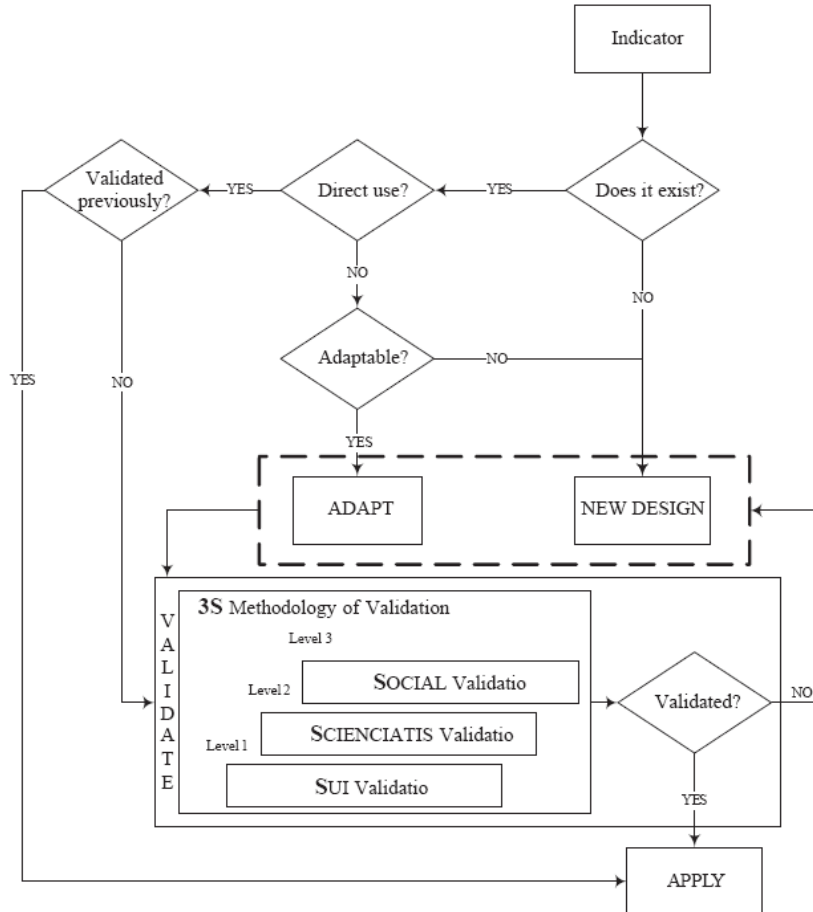 Indicator
Does it exist?
YES
Direct use?
YES
Validated
previously?
NO
NO
Adaptable?
NO
YES
NO
YES
ADAPT
NEW DESIGN
VALIDATE
3S Methodology of Validation
Level 3
SOCIAL Validatio
Level 2
SCIENCIATIS Validatio
Level 1
SUI Validatio
Validated?
NO
YES
APPLY